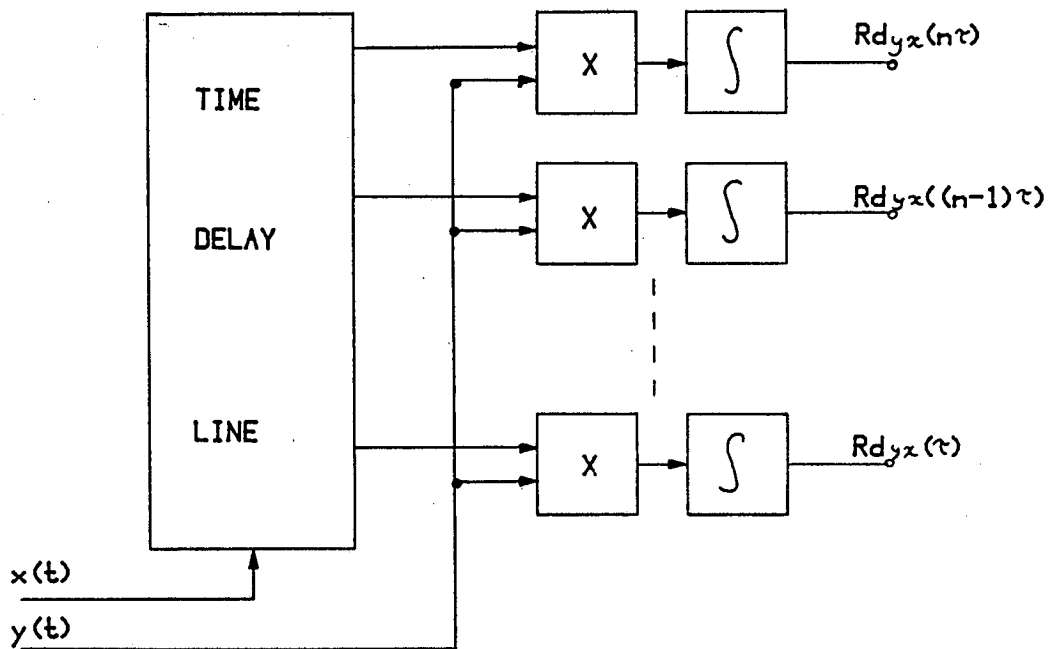 TIME
DELAY
LINE
x(t)
y(t)
X
∫
Rdyx(nτ)
X
∫
Rdyx((n-1)τ)
X
∫
Rdyx(τ)